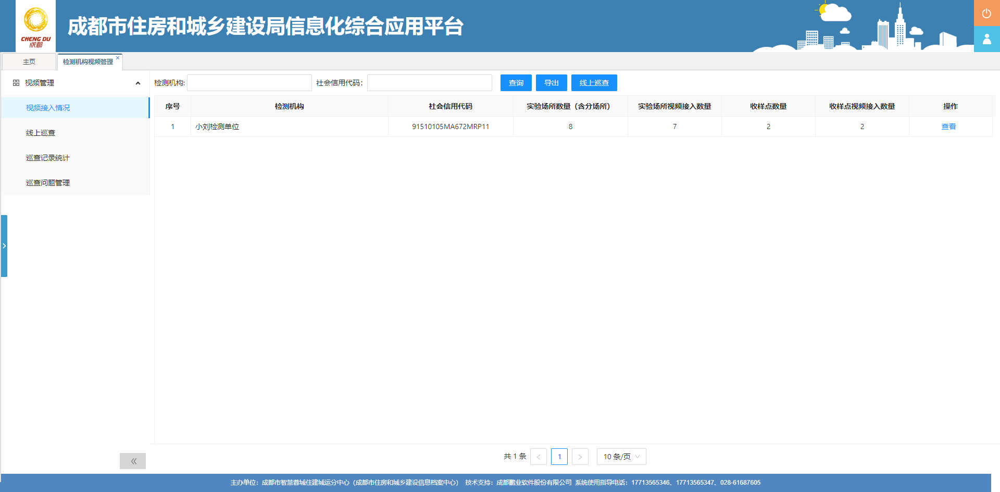 CHENG DU
成都
成都市住房和城乡建设局信息化综合应用平台
主页
检测机构视频管理
视频管理
视频接入情况
线上巡查
巡查记录统计
巡查问题管理
检测机构:
社会信用代码：
查询
导出
线上巡查
序号 检测机构 社会信用代码 实验场所数量（含分场所） 实验场所视频接入数量 收样点数量 收样点视频接入数量 操作
1 小刘检测单位 91510105MA672MRP11 8 7 2 2 查看
共 1 条 < 1 > 10 条/页
主办单位：成都市智慧蓉城住建城运分中心（成都市住房和城乡建设信息档案中心） 技术支持：成都鹏业软件股份有限公司 系统使用指导电话：17713565346、17713565347、028-61687605